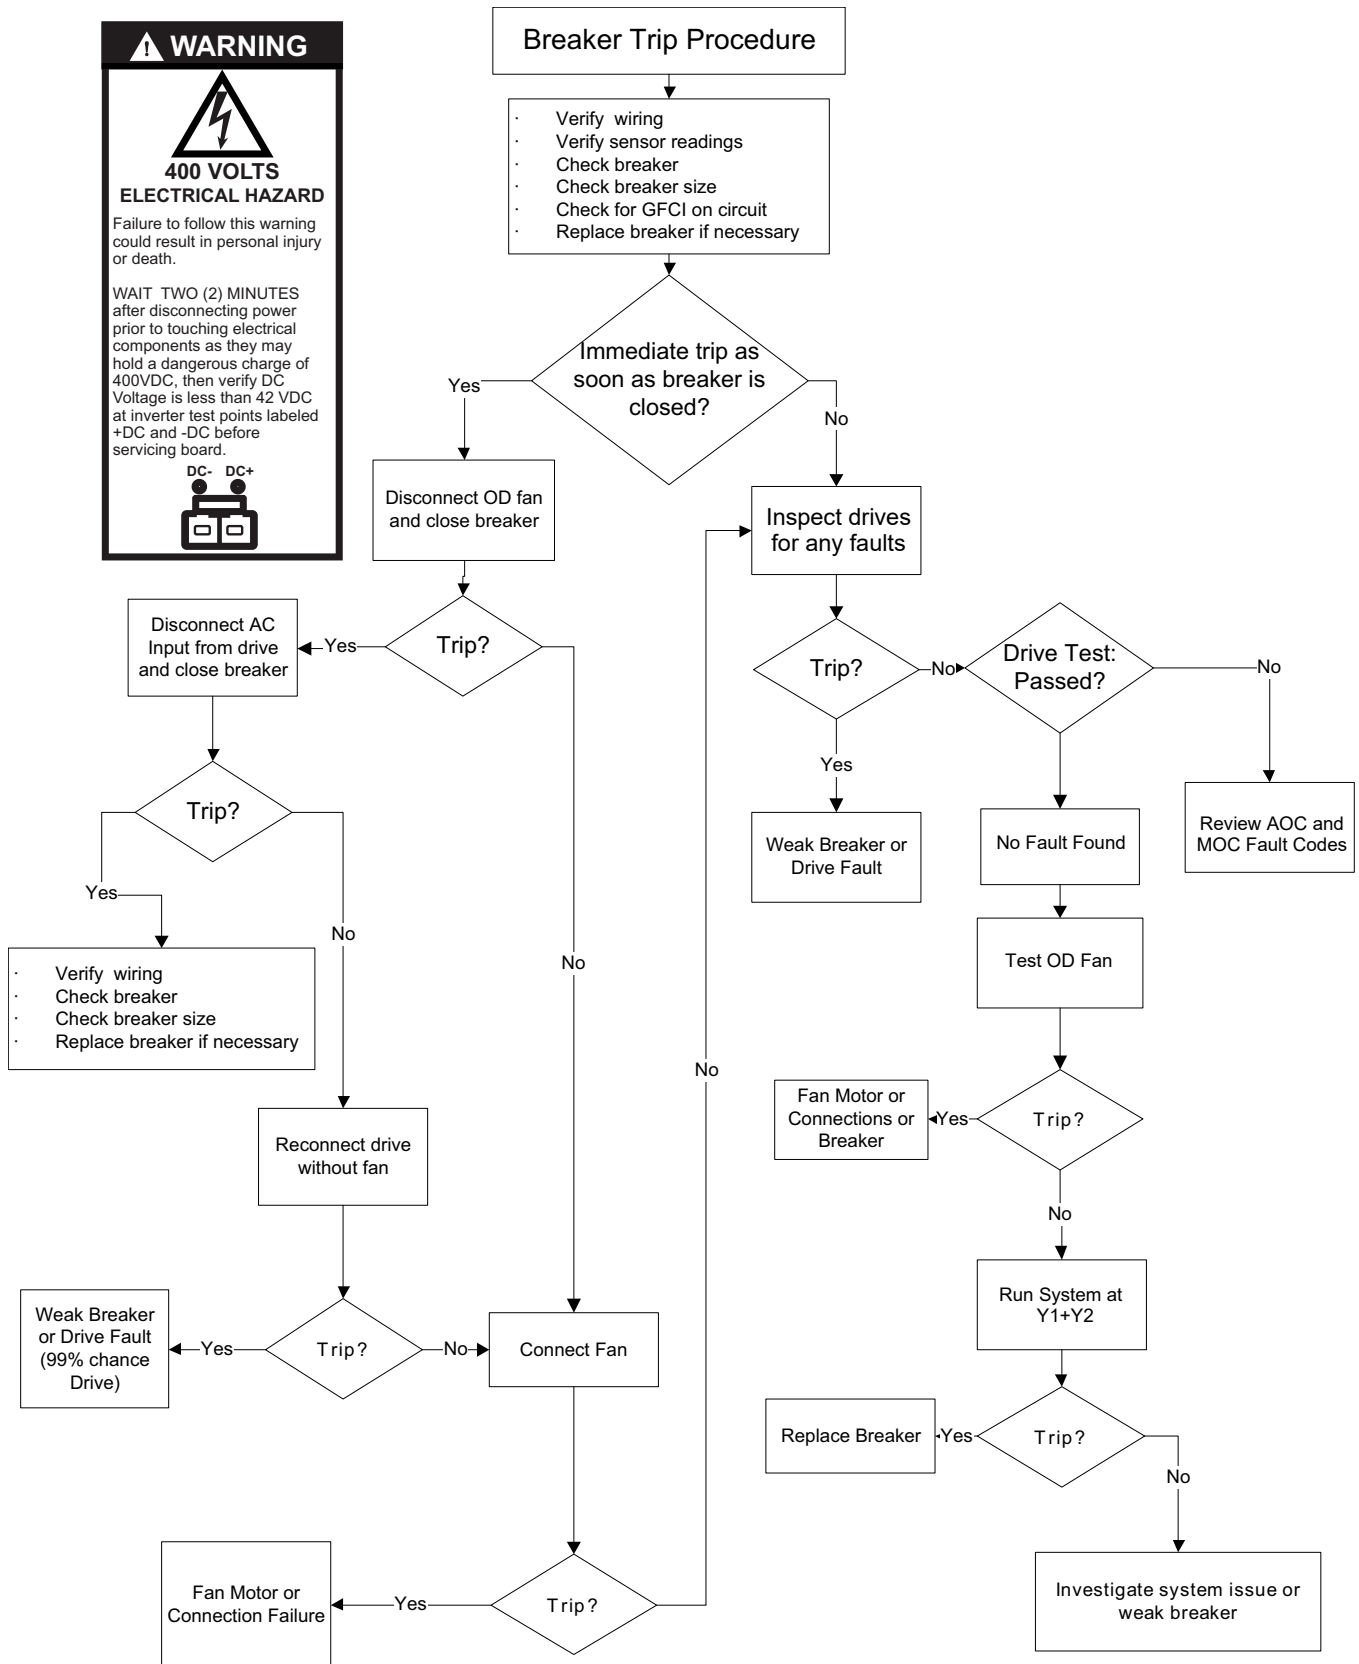 WARNING
400 VOLTS
ELECTRICAL HAZARD
Failure to follow this warning
could result in personal injury
or death.
WAIT TWO (2) MINUTES
after disconnecting power
prior to touching electrical
components as they may
hold a dangerous charge of
400VDC, then verify DC
Voltage is less than 42 VDC
at inverter test points labeled
+DC and -DC before
servicing board.
DC- DC+
Breaker Trip Procedure
· Verify wiring
· Verify sensor readings
· Check breaker
· Check breaker size
· Check for GFCI on circuit
· Replace breaker if necessary
Immediate trip as
soon as breaker is
closed?
Yes
No
Disconnect OD fan
and close breaker
Inspect drives
for any faults
Trip?
Yes
No
Disconnect AC
Input from drive
and close breaker
Trip?
Yes
No
· Verify wiring
· Check breaker
· Check breaker size
· Replace breaker if necessary
Reconnect drive
without fan
Trip?
Yes
No
Weak Breaker
or Drive Fault
(99% chance
Drive)
Connect Fan
Trip?
Yes
No
Fan Motor or
Connection Failure
Trip?
Yes
No
Weak Breaker or
Drive Fault
Drive Test:
Passed?
No
Review AOC and
MOC Fault Codes
No Fault Found
Test OD Fan
Trip?
Yes
No
Fan Motor or
Connections or
Breaker
Run System at
Y1+Y2
Trip?
Yes
No
Replace Breaker
Investigate system issue or
weak breaker